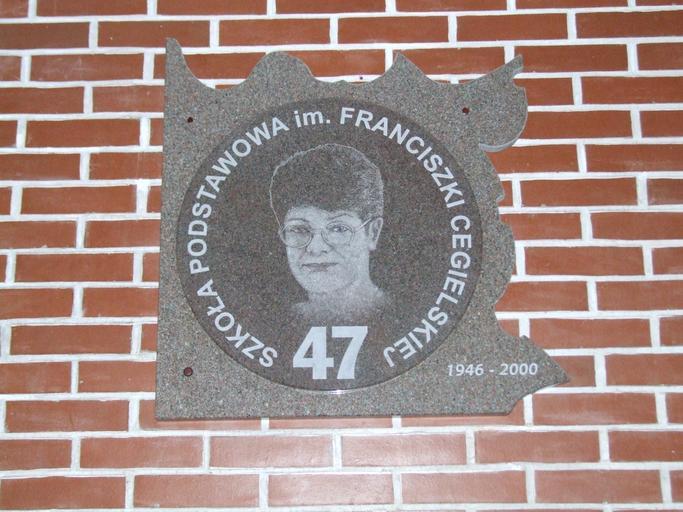 SZKOŁA PODSTAWOWA im. FRANCISZKI CEGIELSKIEJ
47
1946 - 2000